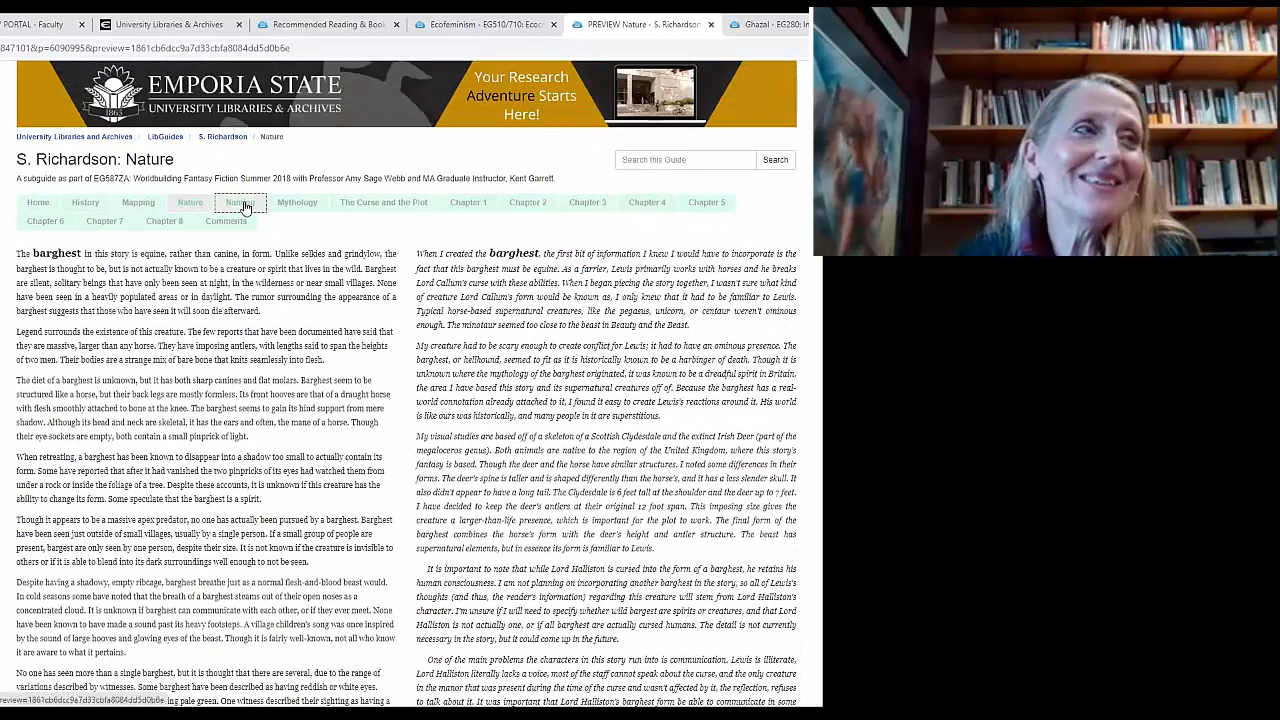 PORTAL - Faculty
University Libraries & Archives
Recommended Reading & Book
Ecofeminism - EG510/710: Ecocr
PREVIEW Nature - S. Richardson
Ghazal - EG280: Int
847101&p=6090995&preview=1861cb6dcc9a7d33cbfa8084dd5d0b6e
EMPORIA STATE
UNIVERSITY LIBRARIES & ARCHIVES
1863
Your Research
Adventure Starts
Here!
University Libraries and Archives / LibGuides / S. Richardson / Nature
S. Richardson: Nature
Search this Guide
Search
A subguide as part of EG587ZA: Worldbuilding Fantasy Fiction Summer 2018 with Professor Amy Sage Webb and MA Graduate Instructor, Kent Garrett.
Home History Mapping Nature Mythology The Curse and the Plot Chapter 1 Chapter 2 Chapter 3 Chapter 4 Chapter 5
Chapter 6 Chapter 7 Chapter 8 Comments
The barghest in this story is equine, rather than canine, in form. Unlike selkies and grindylow, the
barghest is thought to be, but is not actually known to be a creature or spirit that lives in the wild. Barghest
are silent, solitary beings that have only been seen at night, in the wilderness or near small villages. None
have been seen in a heavily populated areas or in daylight. The rumor surrounding the appearance of a
barghest suggests that those who have seen it will soon die afterward.
Legend surrounds the existence of this creature. The few reports that have been documented have said that
they are massive, larger than any horse. They have imposing antlers, with lengths said to span the heights
of two men. Their bodies are a strange mix of bare bone that knits seamlessly into flesh.
The diet of a barghest is unknown, but it has both sharp canines and flat molars. Barghest seem to be
structured like a horse, but their back legs are mostly formless. Its front hooves are that of a draught horse
with flesh smoothly attached to bone at the knee. The barghest seems to gain its hind support from mere
shadow. Although its head and neck are skeletal, it has the ears and often, the mane of a horse. Though
their eye sockets are empty, both contain a small pinprick of light.
When retreating, a barghest has been known to disappear into a shadow too small to actually contain its
form. Some have reported that after it had vanished the two pinpricks of its eyes had watched them from
under a rock or inside the foliage of a tree. Despite these accounts, it is unknown if this creature has the
ability to change its form. Some speculate that the barghest is a spirit.
Though it appears to be a massive apex predator, no one has actually been pursued by a barghest. Barghest
have been seen just outside of small villages, usually by a single person. If a small group of people are
present, bargest are only seen by one person, despite their size. It is not known if the creature is invisible to
others or if it is able to blend into its dark surroundings well enough to not be seen.
Despite having a shadowy, empty ribcage, barghest breathe just as a normal flesh-and-blood beast would.
In cold seasons some have noted that the breath of a barghest steams out of their open noses as a
concentrated cloud. It is unknown if barghest can communicate with each other, or if they ever meet. None
have been known to have made a sound past its heavy footsteps. A village children's song was once inspired
by the sound of large hooves and glowing eyes of the beast. Though it is fairly well-known, not all who know
it are aware to what it pertains.
No one has seen more than a single barghest, but it is thought that there are several, due to the range of
variations described by witnesses. Some barghest have been described as having reddish or white eyes.
ing pale green. One witness described their sighting as having a
review=1861cb6dcc9a7d33cbfa8084dd5d0b6e
When I created the barghest, the first bit of information I knew I would have to incorporate is the
fact that this barghest must be equine. As a farrier, Lewis primarily works with horses and he breaks
Lord Callum's curse with these abilities. When I began piecing the story together, I wasn't sure what kind
of creature Lord Callum's form would be known as, I only knew that it had to be familiar to Lewis.
Typical horse-based supernatural creatures, like the pegasus, unicorn, or centaur weren't ominous
enough. The minotaur seemed too close to the beast in Beauty and the Beast.
My creature had to be scary enough to create conflict for Lewis; it had to have an ominous presence. The
barghest, or hellhound, seemed to fit as it is historically known to be a harbinger of death. Though it is
unknown where the mythology of the barghest originated, it was known to be a dreadful spirit in Britain,
the area I have based this story and its supernatural creatures off of. Because the barghest has a real-
world connotation already attached to it, I found it easy to create Lewis's reactions around it. His world
is like ours was historically, and many people in it are superstitious.
My visual studies are based off of a skeleton of a Scottish Clydesdale and the extinct Irish Deer (part of the
megaloceros genus). Both animals are native to the region of the United Kingdom, where this story's
fantasy is based. Though the deer and the horse have similar structures, I noted some differences in their
forms. The deer's spine is taller and is shaped differently than the horse's, and it has a less slender skull. It
also didn't appear to have a long tail. The Clydesdale is 6 feet tall at the shoulder and the deer up to 7 feet.
I have decided to keep the deer's antlers at their original 12 foot span. This imposing size gives the
creature a larger-than-life presence, which is important for the plot to work. The final form of the
barghest combines the horse's form with the deer's height and antler structure. The beast has
supernatural elements, but in essence its form is familiar to Lewis.
It is important to note that while Lord Halliston is cursed into the form of a barghest, he retains his
human consciousness. I am not planning on incorporating another barghest in the story, so all of Lewis's
thoughts (and thus, the reader's information) regarding this creature will stem from Lord Halliston's
character. I'm unsure if I will need to specify whether wild bargest are spirits or creatures, and that Lord
Halliston is not actually one, or if all bargest are actually cursed humans. The detail is not currently
necessary in the story, but it could come up in the future.
One of the main problems the characters in this story run into is communication. Lewis is illiterate,
Lord Halliston literally lacks a voice, most of the staff cannot speak about the curse, and the only creature
in the manor that was present during the time of the curse and wasn't affected by it, the reflection, refuses
to talk about it. It was important that Lord Halliston's barghest form be able to communicate in some